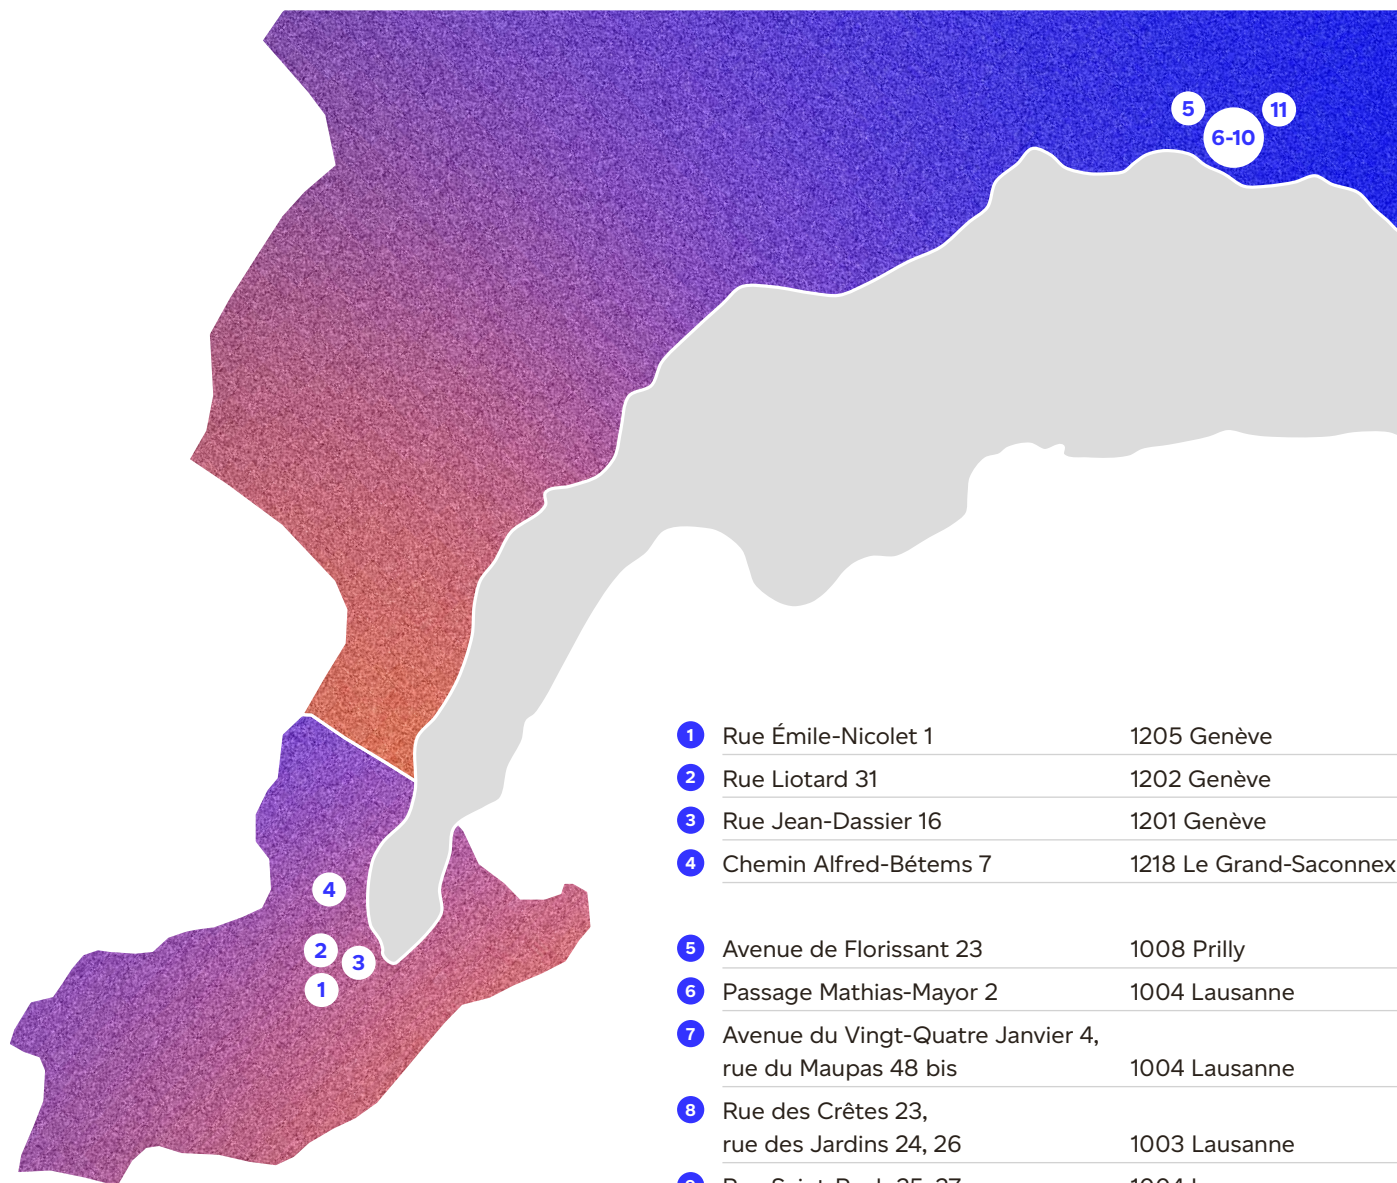 5
11
6-10
4
2
3
1
1 Rue Émile-Nicolet 1 1205 Genève
2 Rue Liotard 31 1202 Genève
3 Rue Jean-Dassier 16 1201 Genève
4 Chemin Alfred-Bétems 7 1218 Le Grand-Saconnex
5 Avenue de Florissant 23 1008 Prilly
6 Passage Mathias-Mayor 2 1004 Lausanne
7 Avenue du Vingt-Quatre Janvier 4,
rue du Maupas 48 bis 1004 Lausanne
8 Rue des Crêtes 23,
rue des Jardins 24, 26 1003 Lausanne